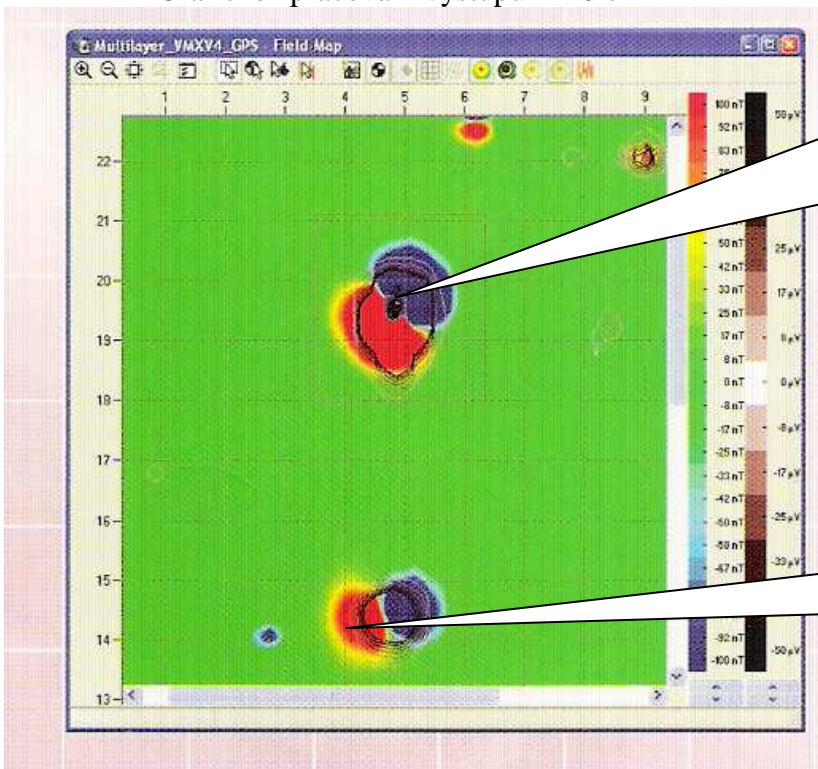 Multilayer_VMXV4_GPS - Field Map
1 2 3 4 5 6 7 8 9
22
21
20
19
18
17
16
15
14
13
100 nT
92 nT
83 nT
50 nT
42 nT
33 nT
25 nT
17 nT
8 nT
0 nT
-8 nT
-17 nT
-25 nT
-33 nT
-42 nT
-50 nT
-58 nT
-67 nT
-92 nT
-100 nT
50 µV
25 µV
17 µV
8 µV
0 µV
-8 µV
-17 µV
-25 µV
-33 µV
-50 µV